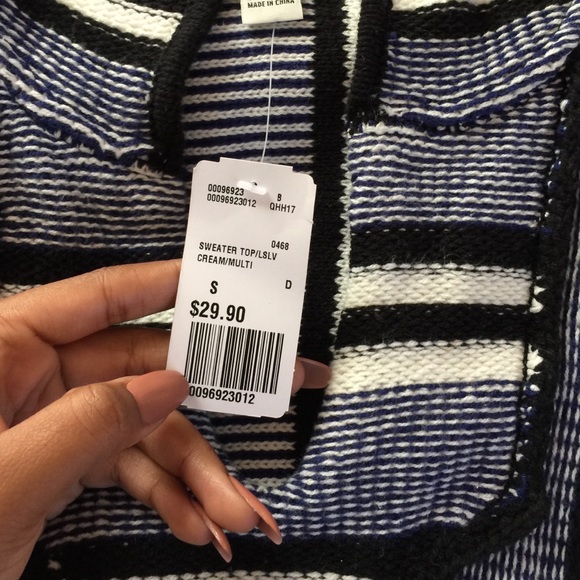 MADE IN CHINA
00096923 B
00096923012 QHH17
0468
SWEATER TOP/LSLV
CREAM/MULTI
S D
$29.90
0096923012